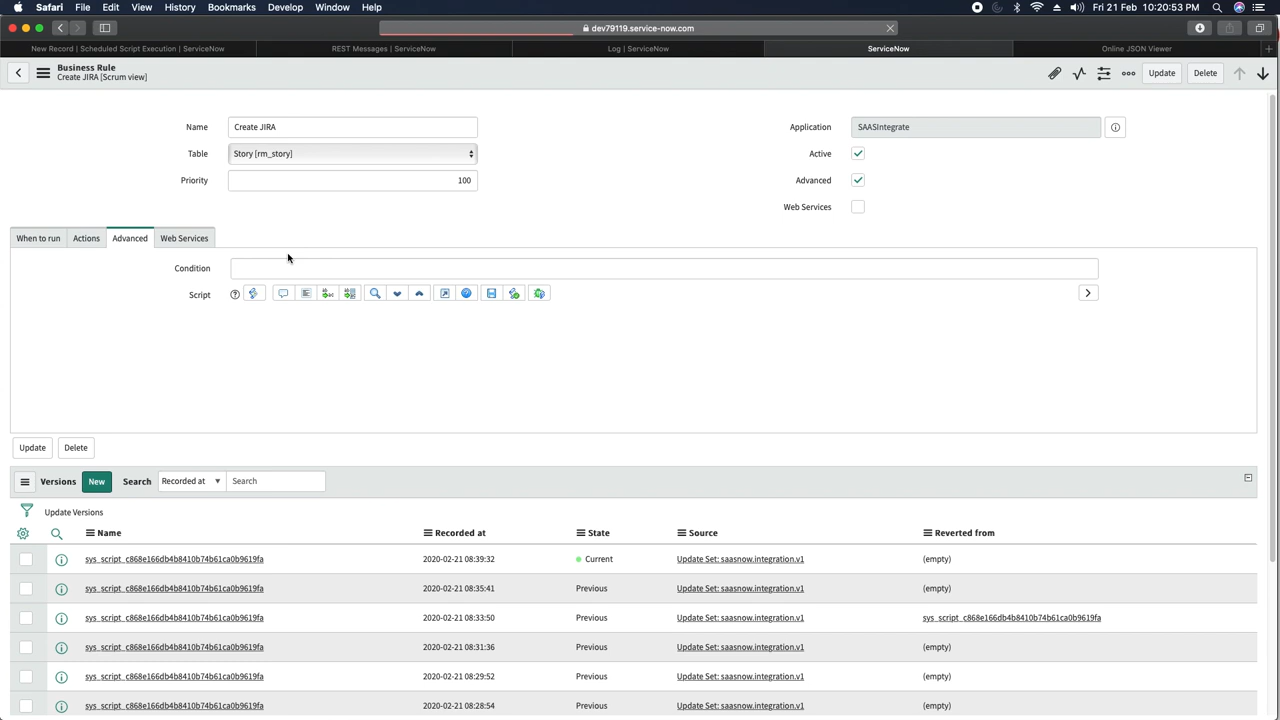 Safari File Edit View History Bookmarks Develop Window Help Fri 21 Feb 10:20:53 PM
dev79119.service-now.com
New Record | Scheduled Script Execution | ServiceNow REST Messages | ServiceNow Log | ServiceNow ServiceNow Online JSON Viewer
Business Rule
Create JIRA [Scrum view]
Update Delete
Name Create JIRA Application SAASIntegrate
Table Story [rm_story] Active
Priority 100 Advanced
Web Services
When to run Actions Advanced Web Services
Condition
Script
Update Delete
Versions New Search Recorded at Search
Update Versions
Name Recorded at State Source Reverted from
sys_script_c868e166db4b8410b74b61ca0b9619fa 2020-02-21 08:39:32 Current Update Set: saasnow.integration.v1 (empty)
sys_script_c868e166db4b8410b74b61ca0b9619fa 2020-02-21 08:35:41 Previous Update Set: saasnow.integration.v1 (empty)
sys_script_c868e166db4b8410b74b61ca0b9619fa 2020-02-21 08:33:50 Previous Update Set: saasnow.integration.v1 sys_script_c868e166db4b8410b74b61ca0b9619fa
sys_script_c868e166db4b8410b74b61ca0b9619fa 2020-02-21 08:31:36 Previous Update Set: saasnow.integration.v1 (empty)
sys_script_c868e166db4b8410b74b61ca0b9619fa 2020-02-21 08:29:52 Previous Update Set: saasnow.integration.v1 (empty)
sys_script_c868e166db4b8410b74b61ca0b9619fa 2020-02-21 08:28:54 Previous Update Set: saasnow.integration.v1 (empty)